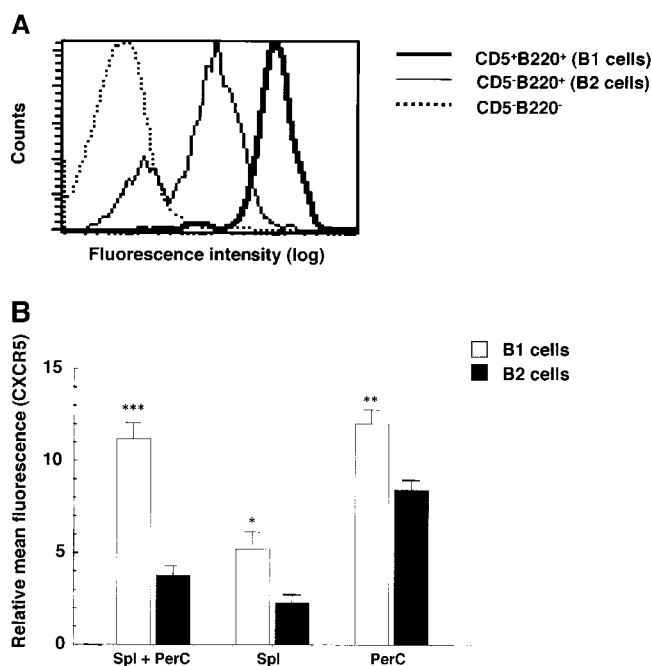 A
Counts
Fluorescence intensity (log)
CD5⁺B220⁺ (B1 cells)
CD5⁻B220⁺ (B2 cells)
CD5⁻B220⁻
B
Relative mean fluorescence (CXCR5)
15
10
5
0
***
*
**
Spl + PerC
Spl
PerC
B1 cells
B2 cells